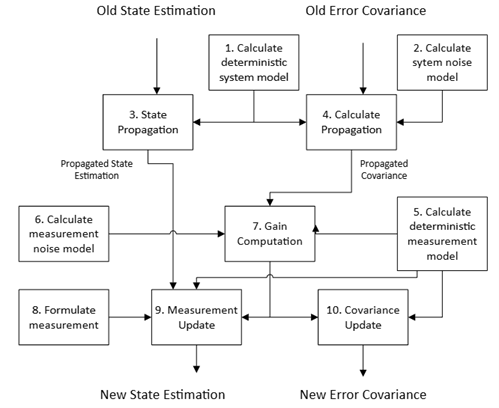 Old State Estimation
Old Error Covariance
1. Calculate
deterministic
system model
2. Calculate
sytem noise
model
3. State
Propagation
4. Calculate
Propagation
Propagated State
Estimation
Propagated
Covariance
6. Calculate
measurement
noise model
7. Gain
Computation
5. Calculate
deterministic
measurement
model
8. Formulate
measurement
9. Measurement
Update
10. Covariance
Update
New State Estimation
New Error Covariance